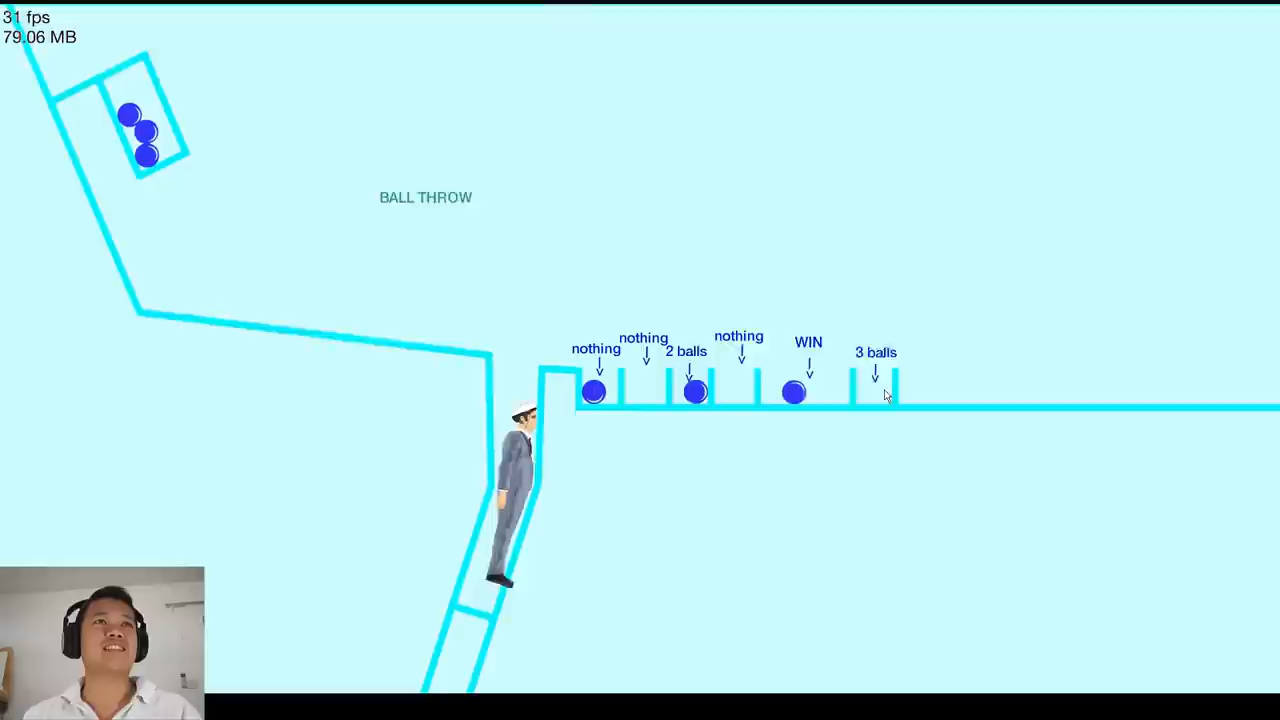 31 fps
79.06 MB
BALL THROW
nothing
nothing
2 balls
nothing
WIN
3 balls